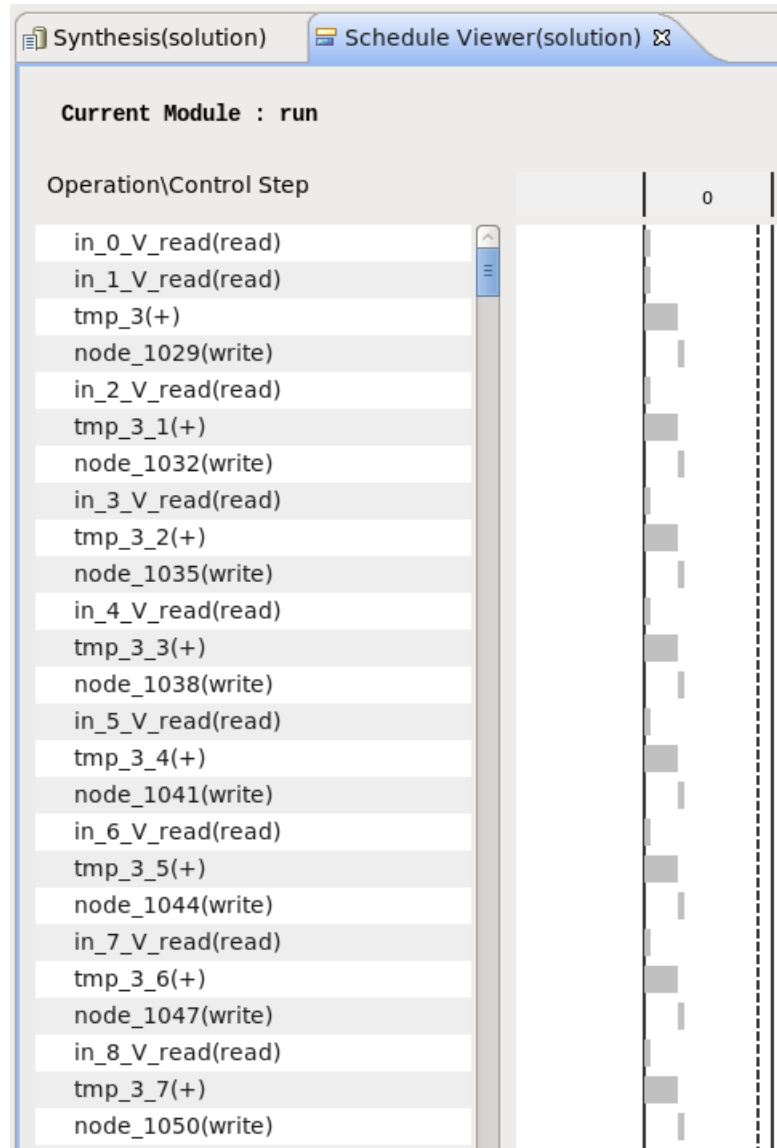 Synthesis(solution) Schedule Viewer(solution)
Current Module : run
Operation\Control Step 0
in_0_V_read(read)
in_1_V_read(read)
tmp_3(+)
node_1029(write)
in_2_V_read(read)
tmp_3_1(+)
node_1032(write)
in_3_V_read(read)
tmp_3_2(+)
node_1035(write)
in_4_V_read(read)
tmp_3_3(+)
node_1038(write)
in_5_V_read(read)
tmp_3_4(+)
node_1041(write)
in_6_V_read(read)
tmp_3_5(+)
node_1044(write)
in_7_V_read(read)
tmp_3_6(+)
node_1047(write)
in_8_V_read(read)
tmp_3_7(+)
node_1050(write)